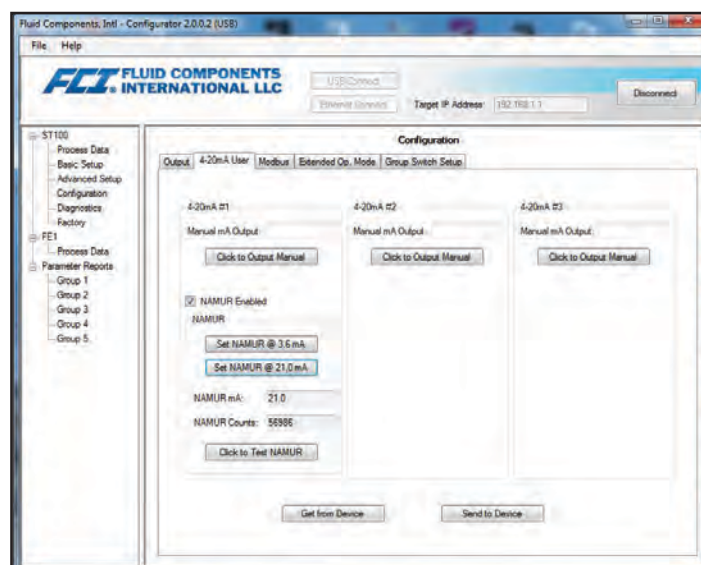 Fluid Components, Intl - Configurator 2.0.0.2 (USB)
File Help
FCI. FLUID COMPONENTS
INTERNATIONAL LLC
USB Connect
Ethernet Connect
Target IP Address:
192.168.1.1
Disconnect
ST100
Process Data
Basic Setup
Advanced Setup
Configuration
Diagnostics
Factory
FE1
Process Data
Parameter Reports
Group 1
Group 2
Group 3
Group 4
Group 5
Configuration
Output 4-20mA User Modbus Extended Op. Mode Group Switch Setup
4-20mA #1
Manual mA Output:
Click to Output Manual
NAMUR Enabled
NAMUR
Set NAMUR @ 3.6 mA
Set NAMUR @ 21.0 mA
NAMUR mA: 21.0
NAMUR Counts: 56986
Click to Test NAMUR
4-20mA #2
Manual mA Output:
Click to Output Manual
4-20mA #3
Manual mA Output:
Click to Output Manual
Get from Device
Send to Device